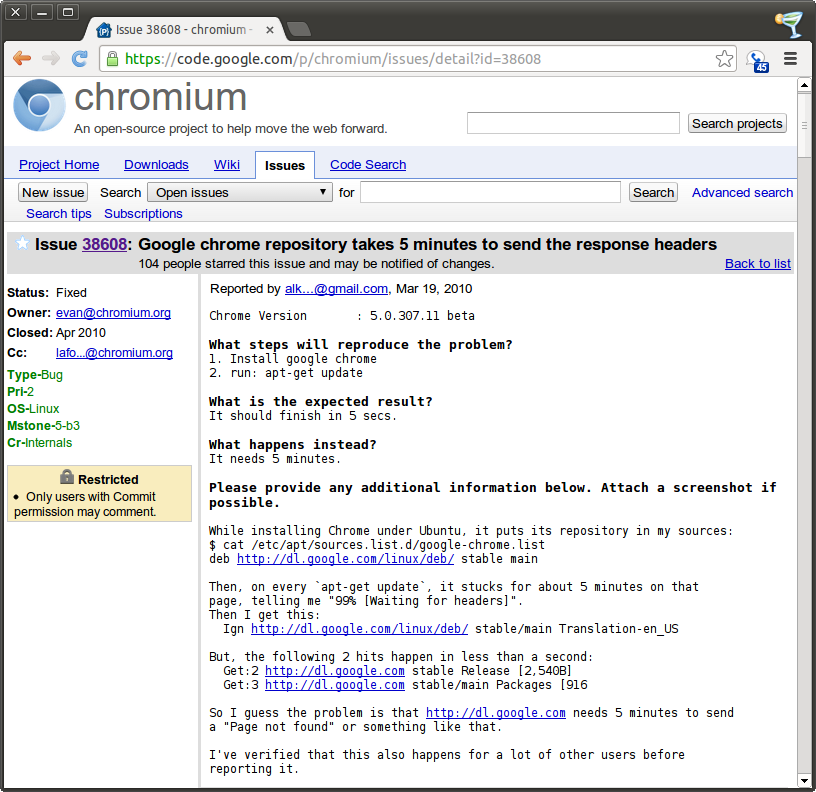 Issue 38608 - chromium -
https://code.google.com/p/chromium/issues/detail?id=38608
45
chromium
An open-source project to help move the web forward.
Search projects
Project Home Downloads Wiki Issues Code Search
New issue Search Open issues for Search Advanced search
Search tips Subscriptions
Issue 38608: Google chrome repository takes 5 minutes to send the response headers
104 people starred this issue and may be notified of changes. Back to list
Status: Fixed
Owner: evan@chromium.org
Closed: Apr 2010
Cc: lafo...@chromium.org
Type-Bug
Pri-2
OS-Linux
Mstone-5-b3
Cr-Internals
Restricted
• Only users with Commit
permission may comment.
Reported by alk...@gmail.com, Mar 19, 2010
Chrome Version : 5.0.307.11 beta
What steps will reproduce the problem?
1. Install google chrome
2. run: apt-get update
What is the expected result?
It should finish in 5 secs.
What happens instead?
It needs 5 minutes.
Please provide any additional information below. Attach a screenshot if
possible.
While installing Chrome under Ubuntu, it puts its repository in my sources:
$ cat /etc/apt/sources.list.d/google-chrome.list
deb http://dl.google.com/linux/deb/ stable main
Then, on every `apt-get update`, it stucks for about 5 minutes on that
page, telling me "99% [Waiting for headers]".
Then I get this:
Ign http://dl.google.com/linux/deb/ stable/main Translation-en_US
But, the following 2 hits happen in less than a second:
Get:2 http://dl.google.com stable Release [2,540B]
Get:3 http://dl.google.com stable/main Packages [916
So I guess the problem is that http://dl.google.com needs 5 minutes to send
a "Page not found" or something like that.
I've verified that this also happens for a lot of other users before
reporting it.